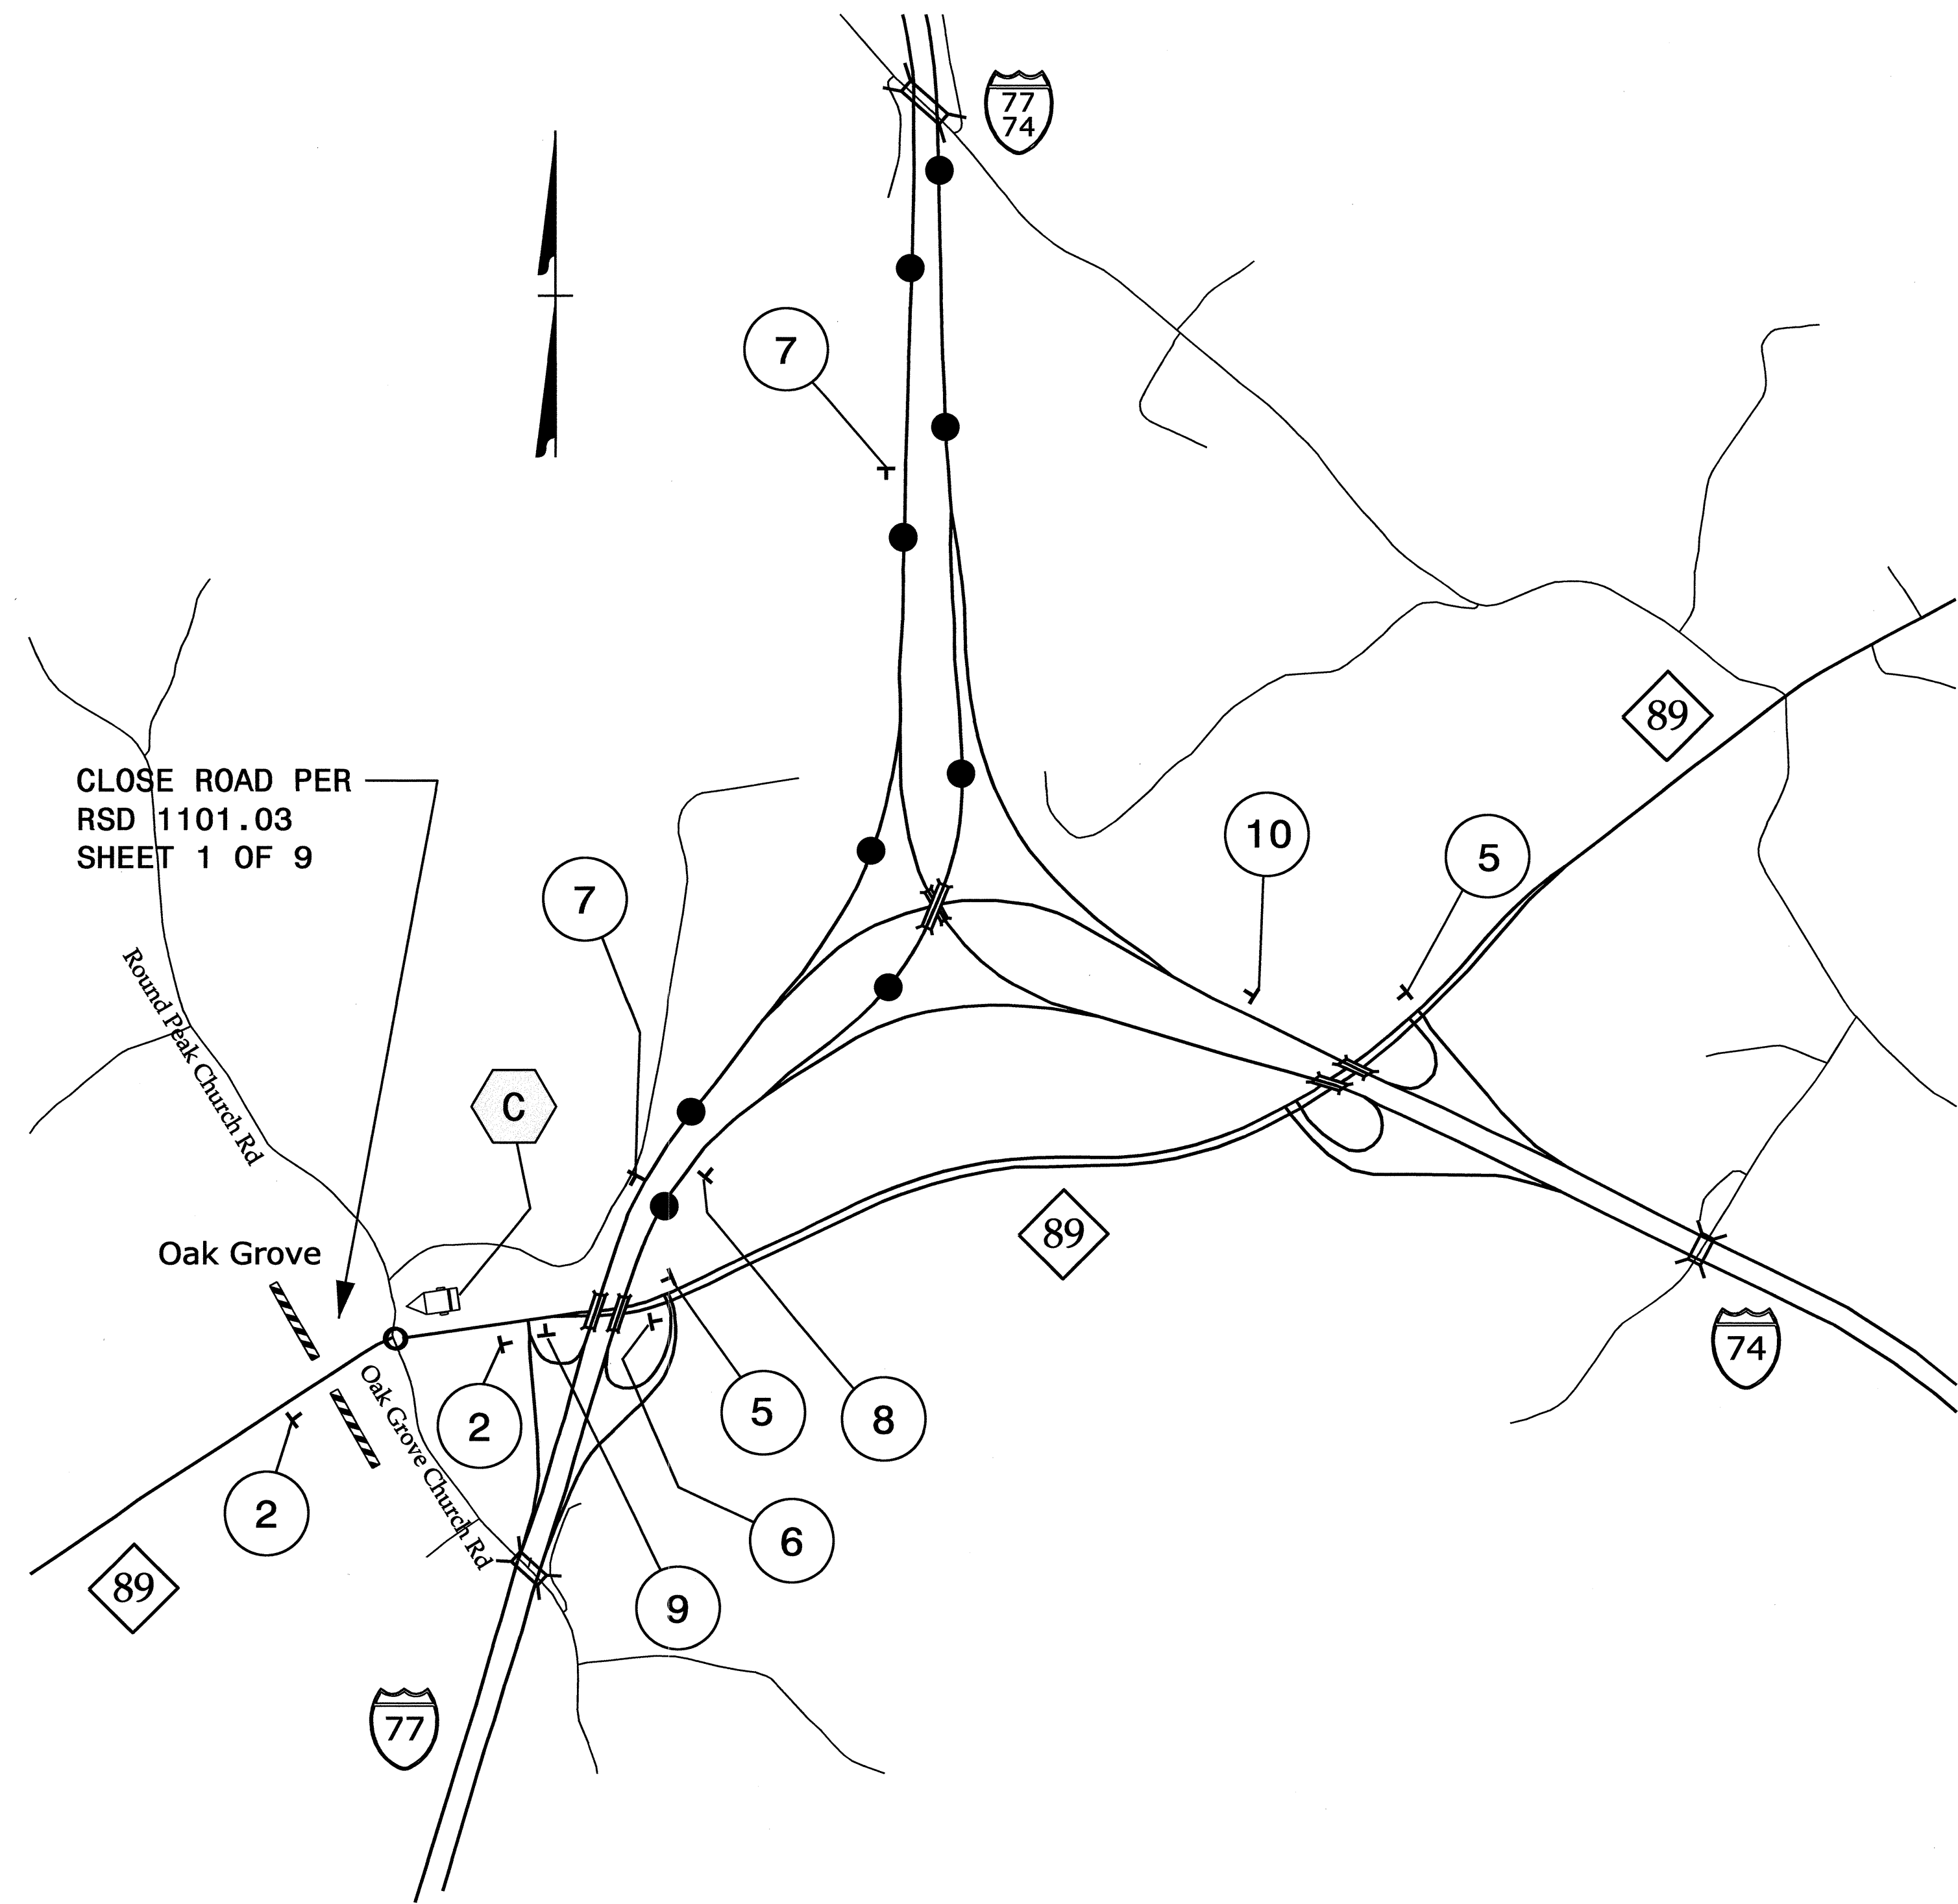 77
74
7
89
CLOSE ROAD PER
RSD 1101.03
SHEET 1 OF 9
10
5
7
Round Peak Church Rd
C
89
Oak Grove
74
Oak Grove Church Rd
2
5
8
2
6
89
9
77